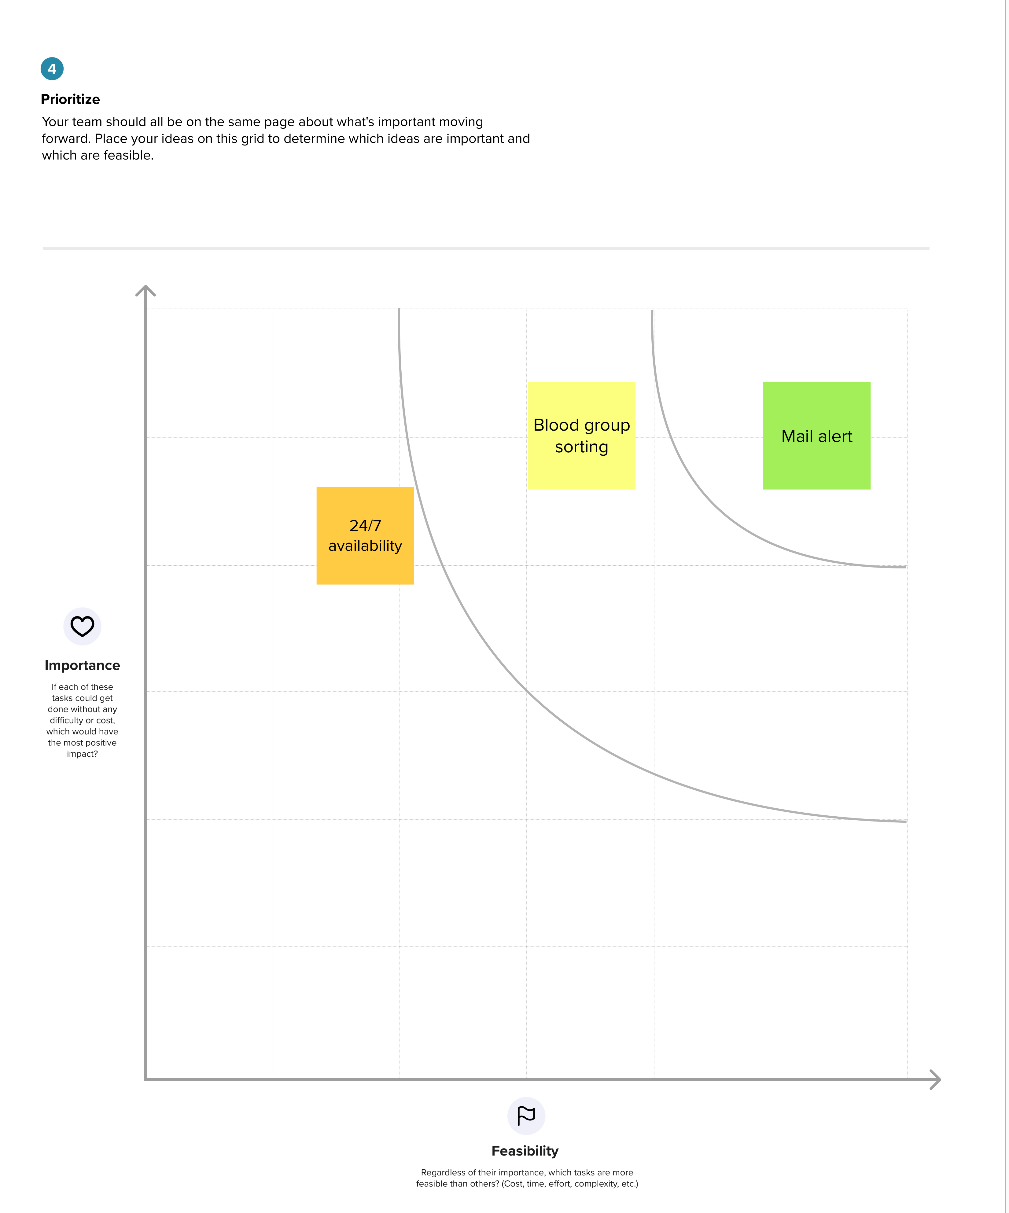 4
Prioritize
Your team should all be on the same page about what's important moving
forward. Place your ideas on this grid to determine which ideas are important and
which are feasible.
Blood group
sorting
Mail alert
24/7
availability
Importance
If each of these
tasks could get
done without any
difficulty or cost,
which would have
the most positive
impact?
Feasibility
Regardless of their importance, which tasks are more
feasible than others? (Cost, time, effort, complexity, etc.)